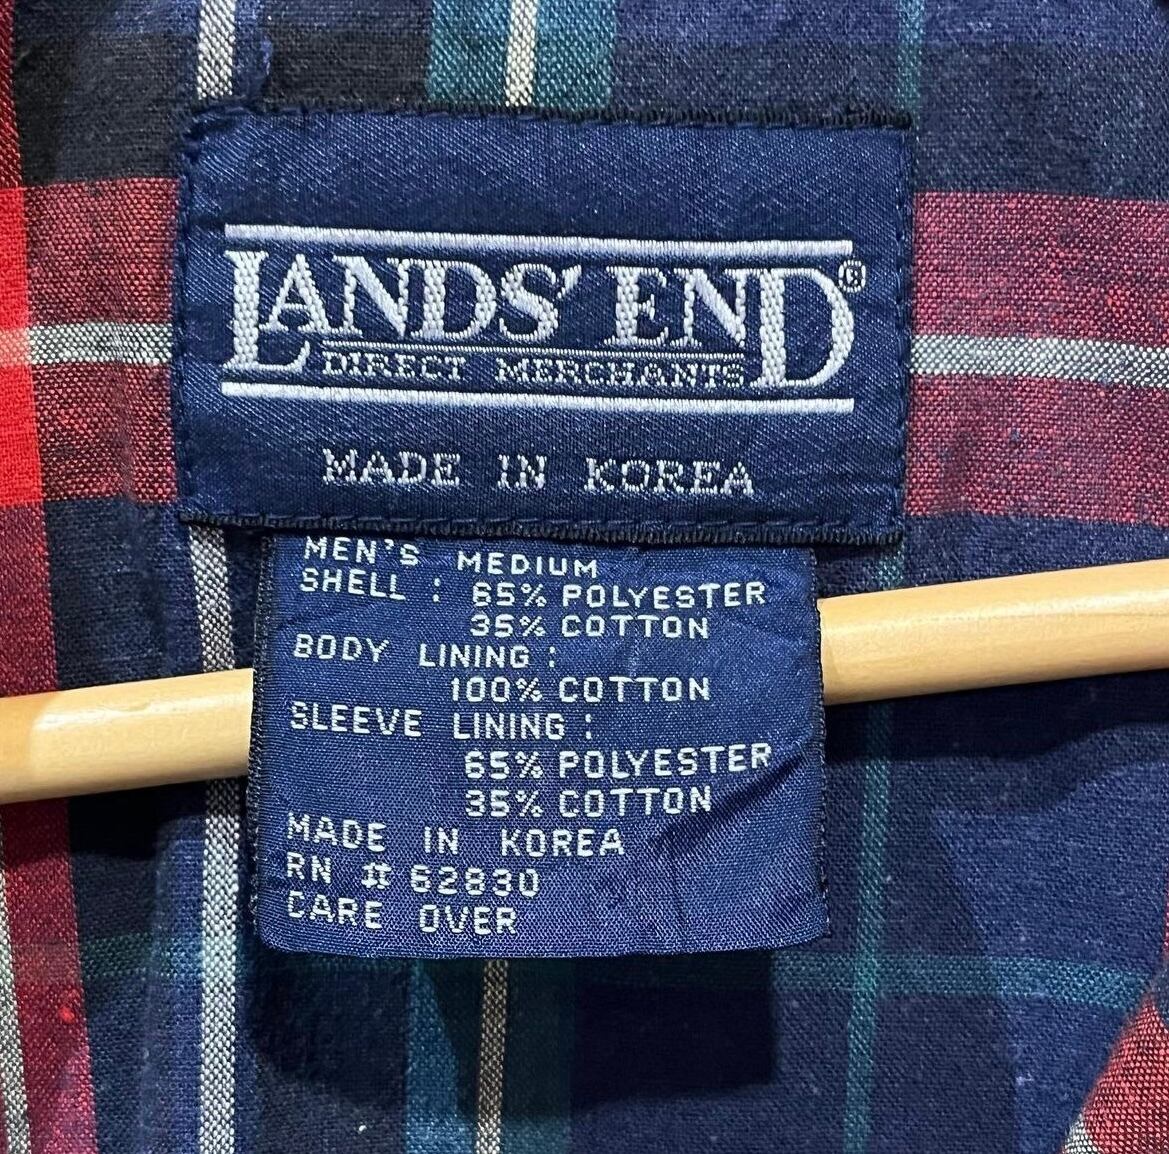 LANDS' END®
DIRECT MERCHANTS
MADE IN KOREA
MEN'S MEDIUM
SHELL : 65% POLYESTER
35% COTTON
BODY LINING :
100% COTTON
SLEEVE LINING :
65% POLYESTER
35% COTTON
MADE IN KOREA
RN # 62830
CARE OVER